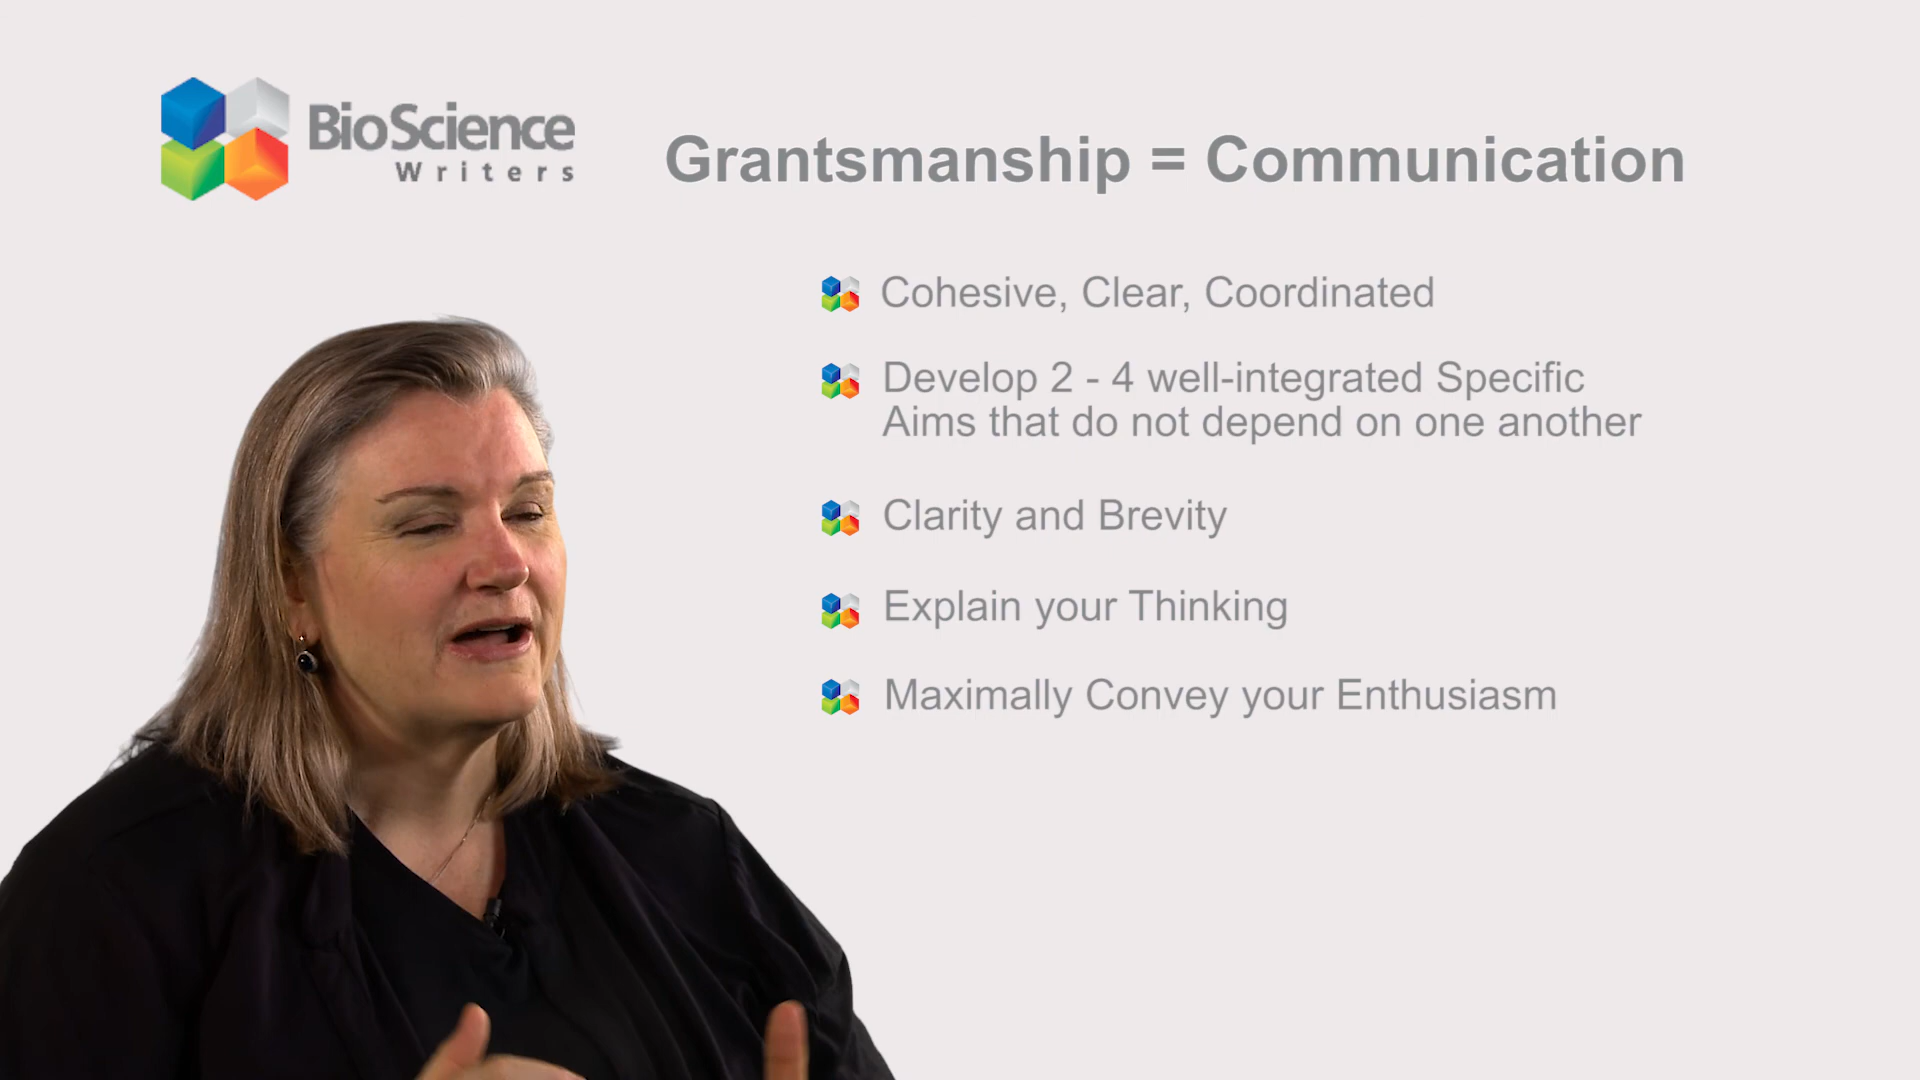 BioScience
Writers
Grantsmanship = Communication
Cohesive, Clear, Coordinated
Develop 2 - 4 well-integrated Specific
Aims that do not depend on one another
Clarity and Brevity
Explain your Thinking
Maximally Convey your Enthusiasm